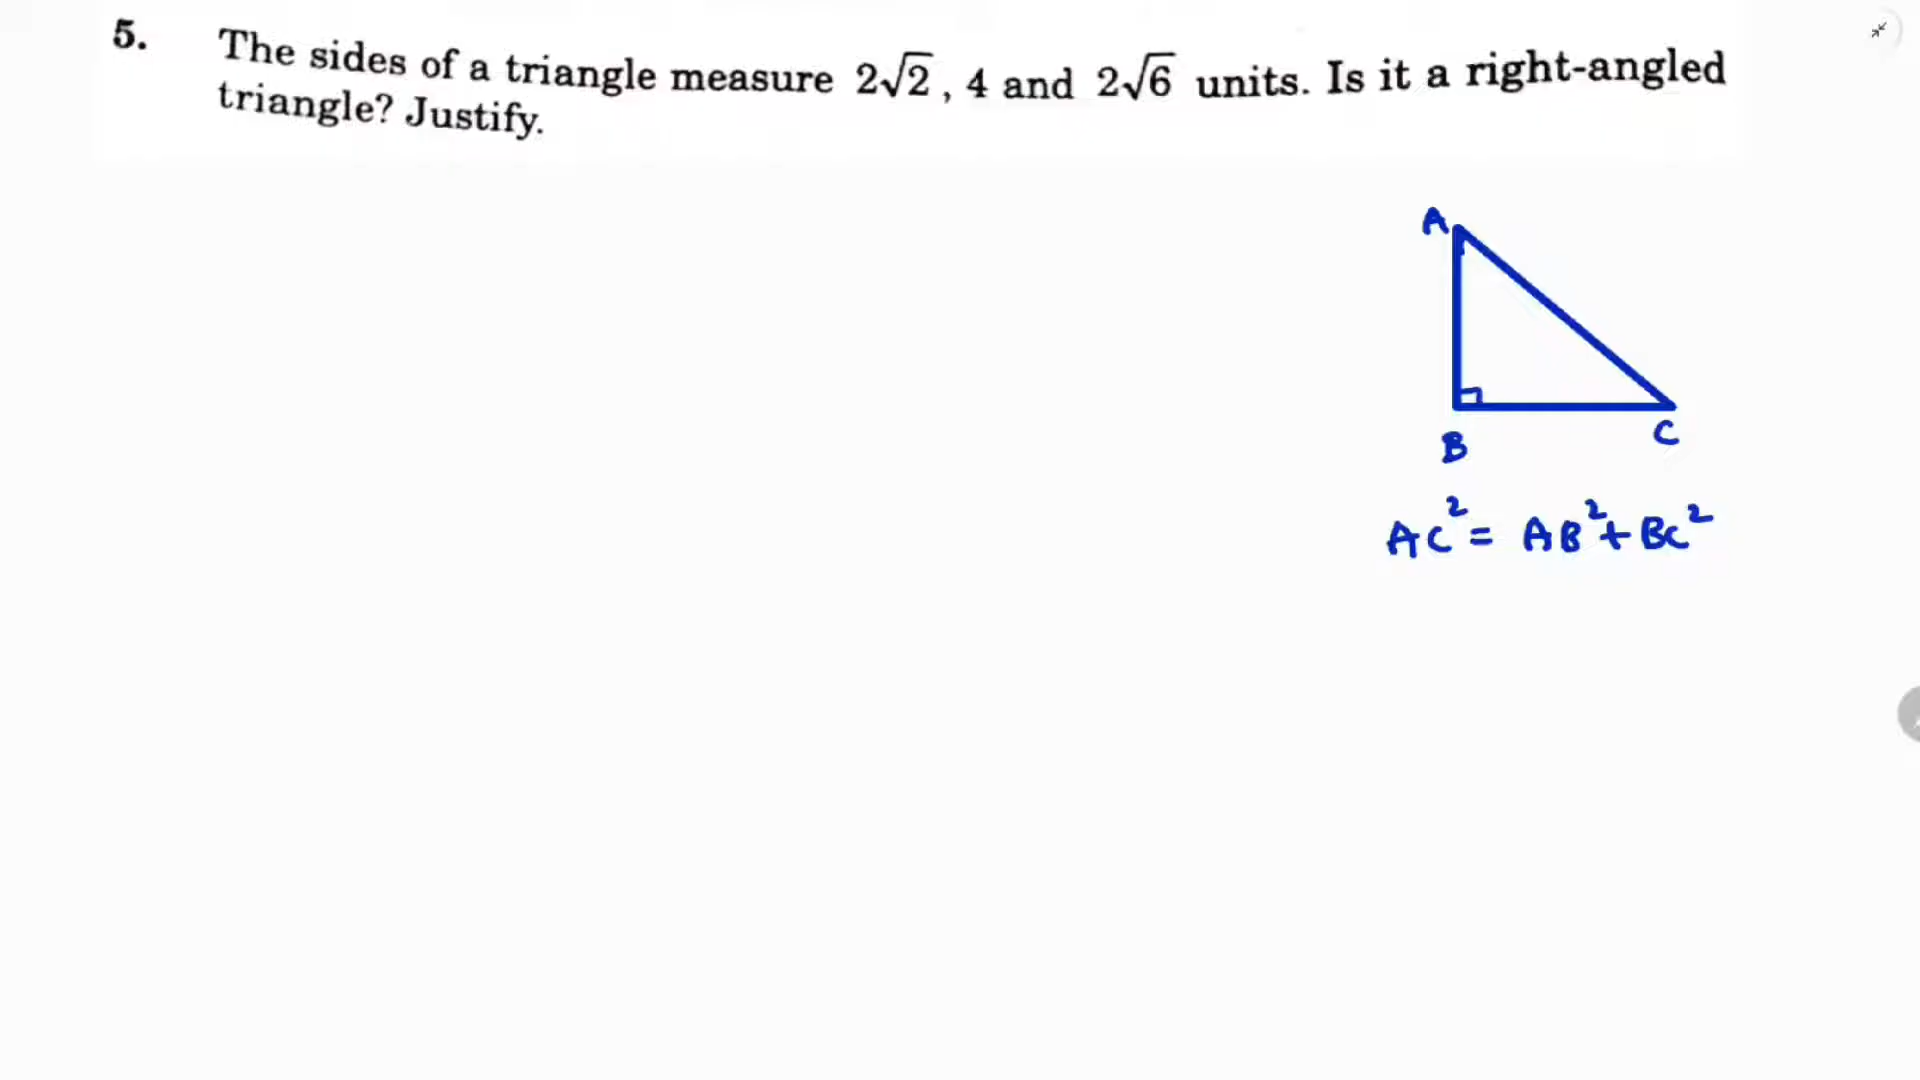 5. The sides of a triangle measure 2√2, 4 and 2√6 units. Is it a right-angled
triangle? Justify.
A
B
C
AC² = AB² + BC²